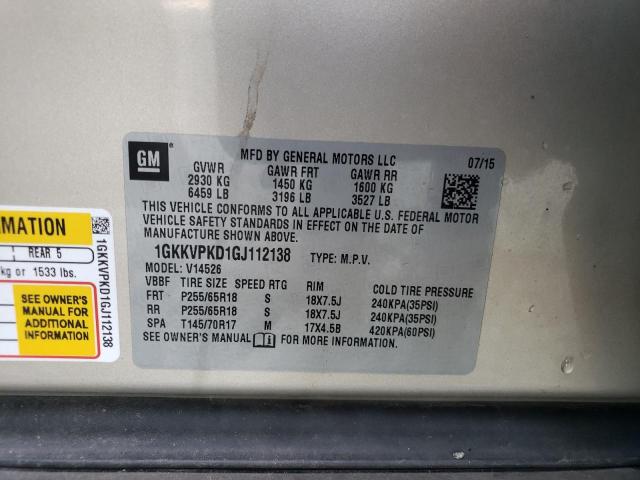 GM
MFD BY GENERAL MOTORS LLC 07/15
GVWR GAWR FRT GAWR RR
2930 KG 1450 KG 1600 KG
6459 LB 3196 LB 3527 LB
THIS VEHICLE CONFORMS TO ALL APPLICABLE U.S. FEDERAL MOTOR
VEHICLE SAFETY STANDARDS IN EFFECT ON THE DATE OF
MANUFACTURE SHOWN ABOVE.
1GKKVPKD1GJ112138 TYPE: M.P.V.
MODEL: V14526
VBBF TIRE SIZE SPEED RTG RIM COLD TIRE PRESSURE
FRT P255/65R18 S 18X7.5J 240KPA(35PSI)
RR P255/65R18 S 18X7.5J 240KPA(35PSI)
SPA T145/70R17 M 17X4.5B 420KPA(60PSI)
SEE OWNER'S MANUAL FOR MORE INFORMATION.
RMATION
REAR 5
kg or 1533 lbs.
SEE OWNER'S
MANUAL FOR
ADDITIONAL
INFORMATION
1GKKVPKD1GJ112138